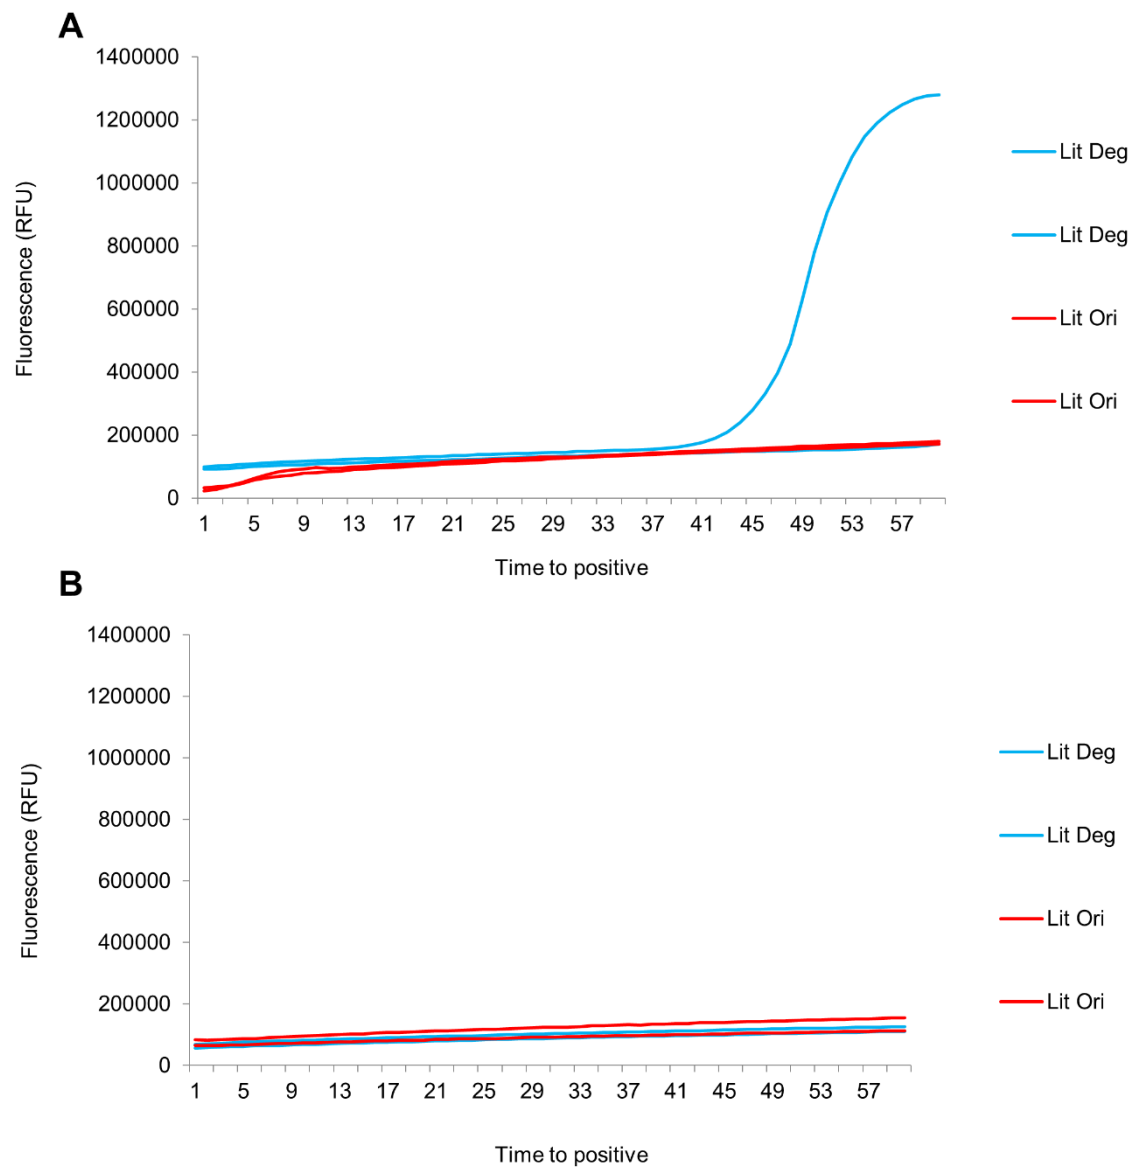 A
1400000
1200000
1000000
800000
600000
400000
200000
0
Fluorescence (RFU)
1 5 9 13 17 21 25 29 33 37 41 45 49 53 57
Time to positive
Lit Deg
Lit Deg
Lit Ori
Lit Ori
B
1400000
1200000
1000000
800000
600000
400000
200000
0
Fluorescence (RFU)
1 5 9 13 17 21 25 29 33 37 41 45 49 53 57
Time to positive
Lit Deg
Lit Deg
Lit Ori
Lit Ori